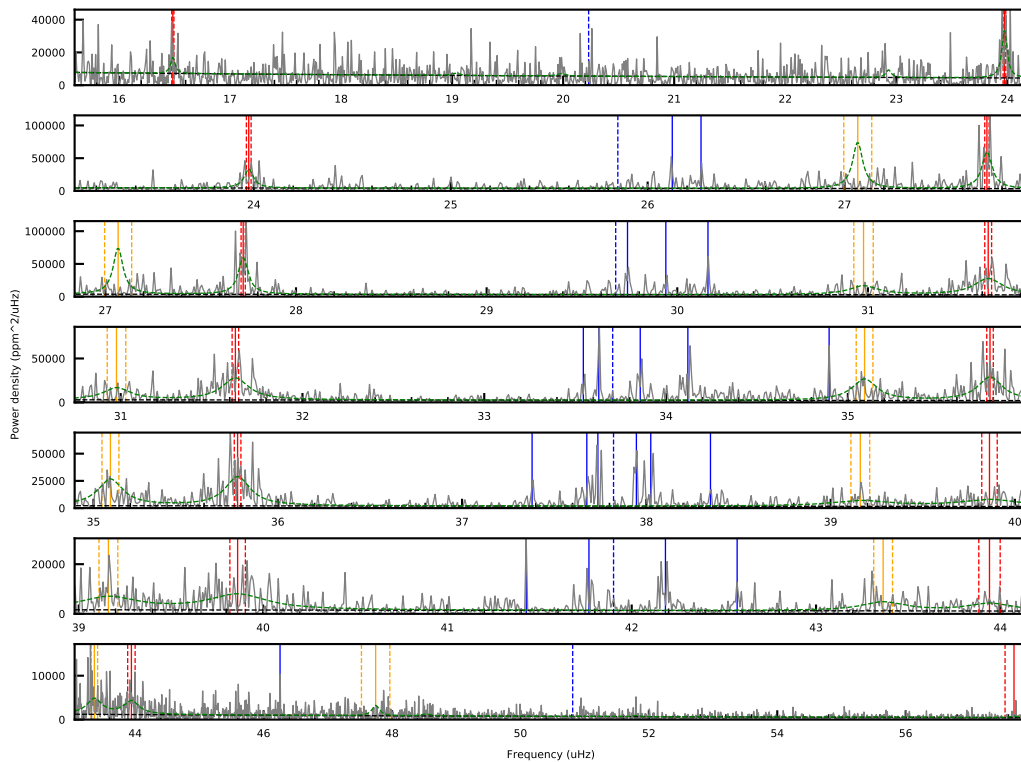 40000
20000
0
16 17 18 19 20 21 22 23 24
100000
50000
0
24 25 26 27
100000
50000
0
27 28 29 30 31
50000
0
31 32 33 34 35
50000
25000
0
35 36 37 38 39 40
20000
0
39 40 41 42 43 44
10000
0
44 46 48 50 52 54 56
Power density (ppm^2/uHz)
Frequency (uHz)